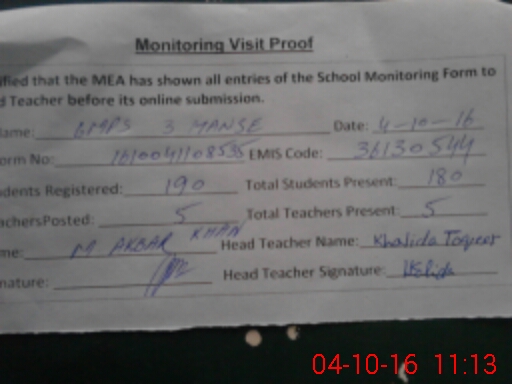 Monitoring Visit Proof
ified that the MEA has shown all entries of the School Monitoring Form to
d Teacher before its online submission.
ame: GMPS 3 MANSE Date: 4-10-16
orm No: EMIS Code: 36130544
dents Registered: 190 Total Students Present: 180
achersPosted: 5 Total Teachers Present: 5
me: M AKBAR KHAN Head Teacher Name: Khalida
nature: Head Teacher Signature:
04-10-16 11:13